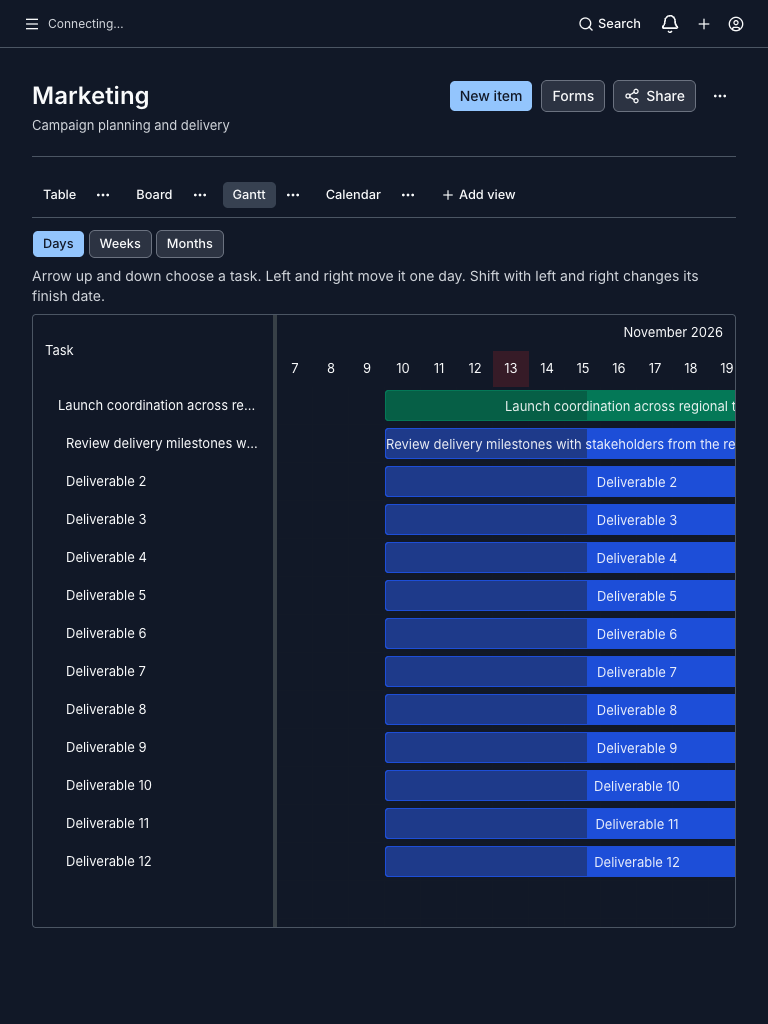 Connecting...
Search
Marketing
New item
Forms
Share
Campaign planning and delivery
Table
Board
Gantt
Calendar
Add view
Days
Weeks
Months
Arrow up and down choose a task. Left and right move it one day. Shift with left and right changes its
finish date.
Task
November 2026
7 8 9 10 11 12 13 14 15 16 17 18 19
Launch coordination across re...
Launch coordination across regional t
Review delivery milestones w...
Review delivery milestones with stakeholders from the re
Deliverable 2
Deliverable 2
Deliverable 3
Deliverable 3
Deliverable 4
Deliverable 4
Deliverable 5
Deliverable 5
Deliverable 6
Deliverable 6
Deliverable 7
Deliverable 7
Deliverable 8
Deliverable 8
Deliverable 9
Deliverable 9
Deliverable 10
Deliverable 10
Deliverable 11
Deliverable 11
Deliverable 12
Deliverable 12